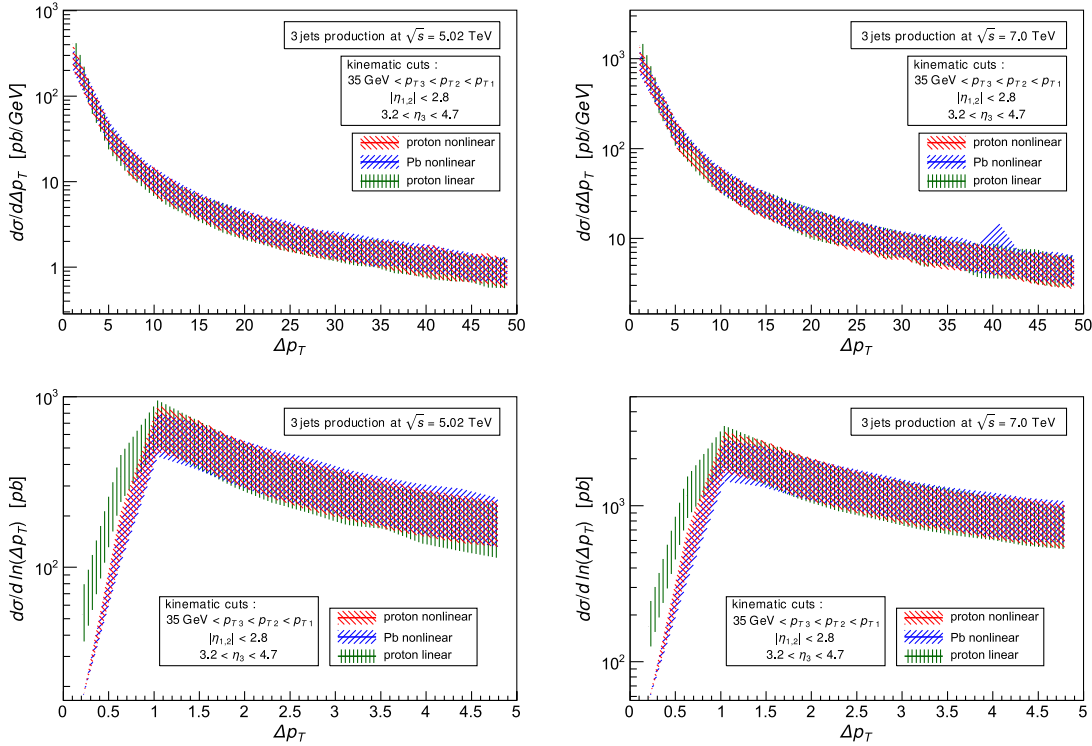 3 jets production at √s = 5.02 TeV
kinematic cuts :
35 GeV < p_T3 < p_T2 < p_T1
|η_1,2| < 2.8
3.2 < η_3 < 4.7
proton nonlinear
Pb nonlinear
proton linear
dσ/dΔp_T [pb/GeV]
10^3
10^2
10
1
0 5 10 15 20 25 30 35 40 45 50
Δp_T
3 jets production at √s = 7.0 TeV
kinematic cuts :
35 GeV < p_T3 < p_T2 < p_T1
|η_1,2| < 2.8
3.2 < η_3 < 4.7
proton nonlinear
Pb nonlinear
proton linear
dσ/dΔp_T [pb/GeV]
10^3
10^2
10
0 5 10 15 20 25 30 35 40 45 50
Δp_T
3 jets production at √s = 5.02 TeV
dσ/d ln(Δp_T) [pb]
10^3
10^2
kinematic cuts :
35 GeV < p_T3 < p_T2 < p_T1
|η_1,2| < 2.8
3.2 < η_3 < 4.7
proton nonlinear
Pb nonlinear
proton linear
0 0.5 1 1.5 2 2.5 3 3.5 4 4.5 5
Δp_T
3 jets production at √s = 7.0 TeV
dσ/d ln(Δp_T) [pb]
10^3
10^2
kinematic cuts :
35 GeV < p_T3 < p_T2 < p_T1
|η_1,2| < 2.8
3.2 < η_3 < 4.7
proton nonlinear
Pb nonlinear
proton linear
0 0.5 1 1.5 2 2.5 3 3.5 4 4.5 5
Δp_T